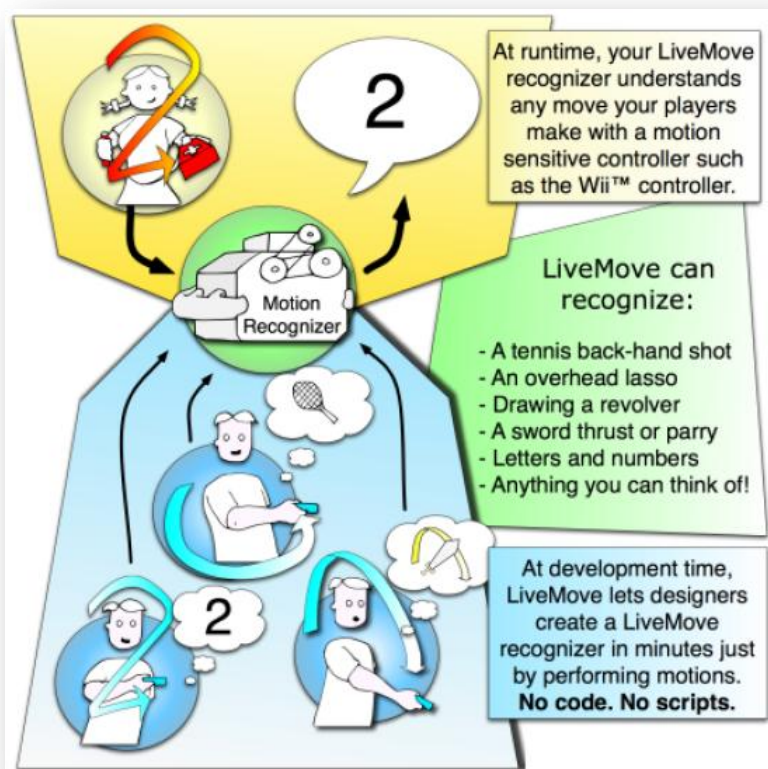 2
At runtime, your LiveMove
recognizer understands
any move your players
make with a motion
sensitive controller such
as the Wii™ controller.
Motion
Recognizer
LiveMove can
recognize:
- A tennis back-hand shot
- An overhead lasso
- Drawing a revolver
- A sword thrust or parry
- Letters and numbers
- Anything you can think of!
2
At development time,
LiveMove lets designers
create a LiveMove
recognizer in minutes just
by performing motions.
No code. No scripts.